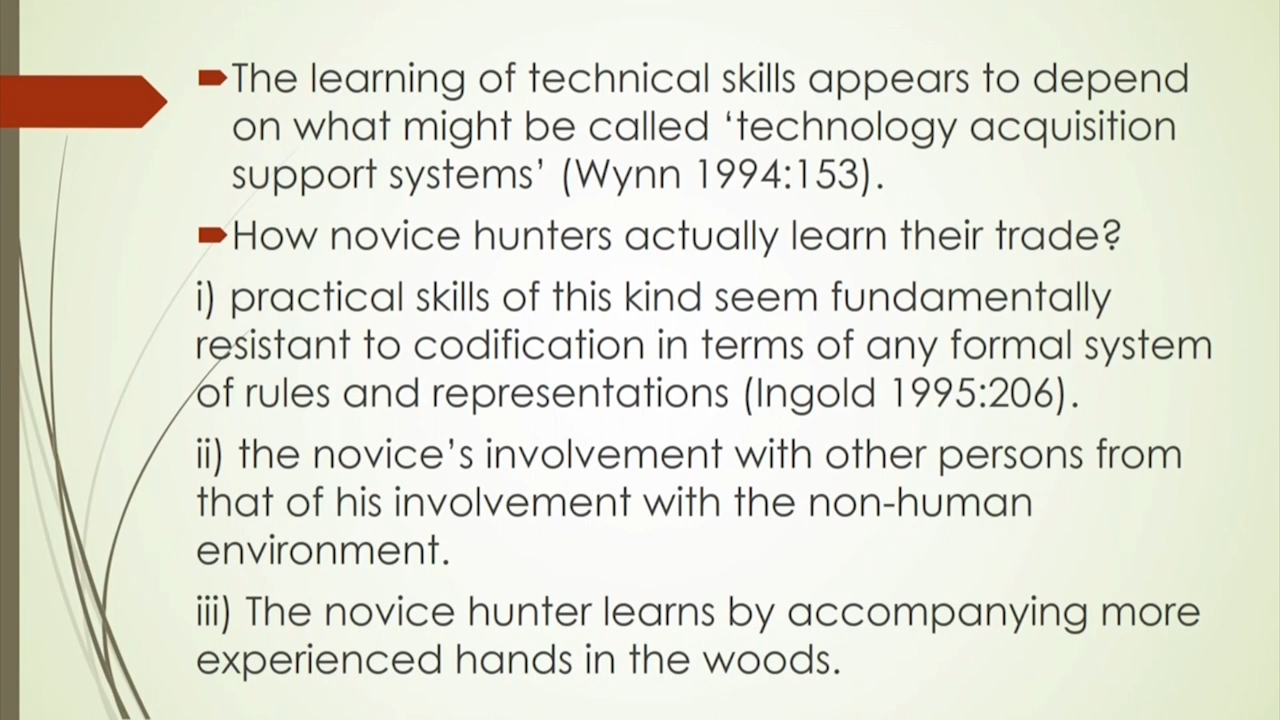 The learning of technical skills appears to depend
on what might be called ‘technology acquisition
support systems’ (Wynn 1994:153).
How novice hunters actually learn their trade?
i) practical skills of this kind seem fundamentally
resistant to codification in terms of any formal system
of rules and representations (Ingold 1995:206).
ii) the novice’s involvement with other persons from
that of his involvement with the non-human
environment.
iii) The novice hunter learns by accompanying more
experienced hands in the woods.